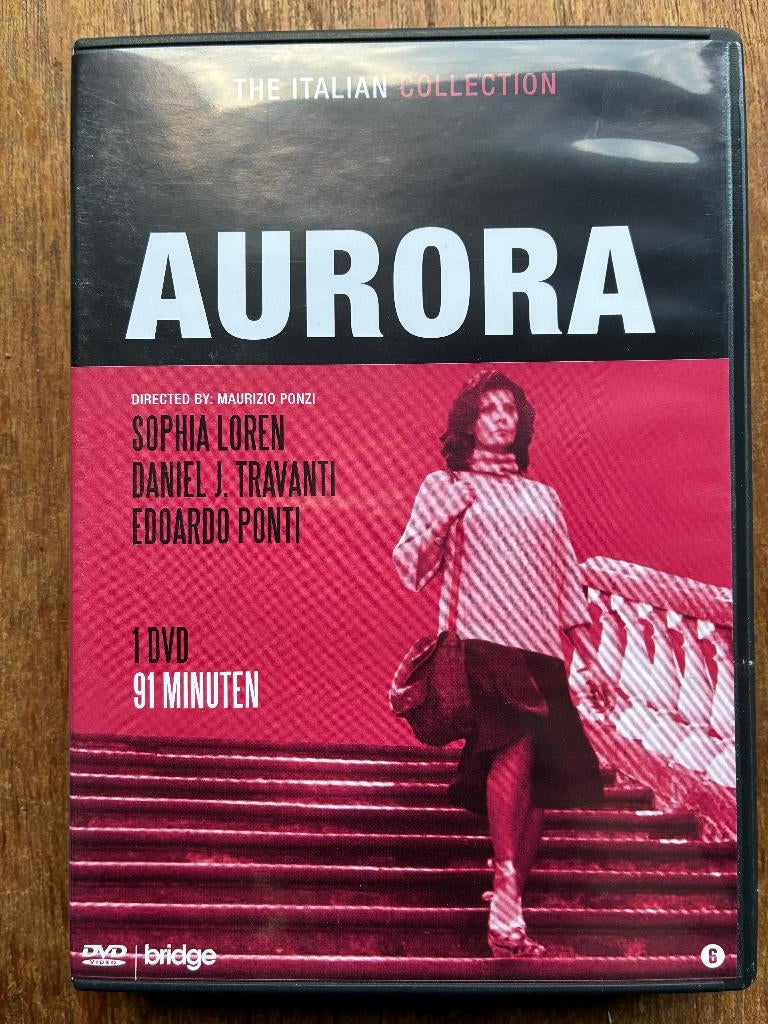 THE ITALIAN COLLECTION
AURORA
DIRECTED BY: MAURIZIO PONZI
SOPHIA LOREN
DANIEL J. TRAVANTI
EDOARDO PONTI
1 DVD
91 MINUTEN
DVD VIDEO bridge
6